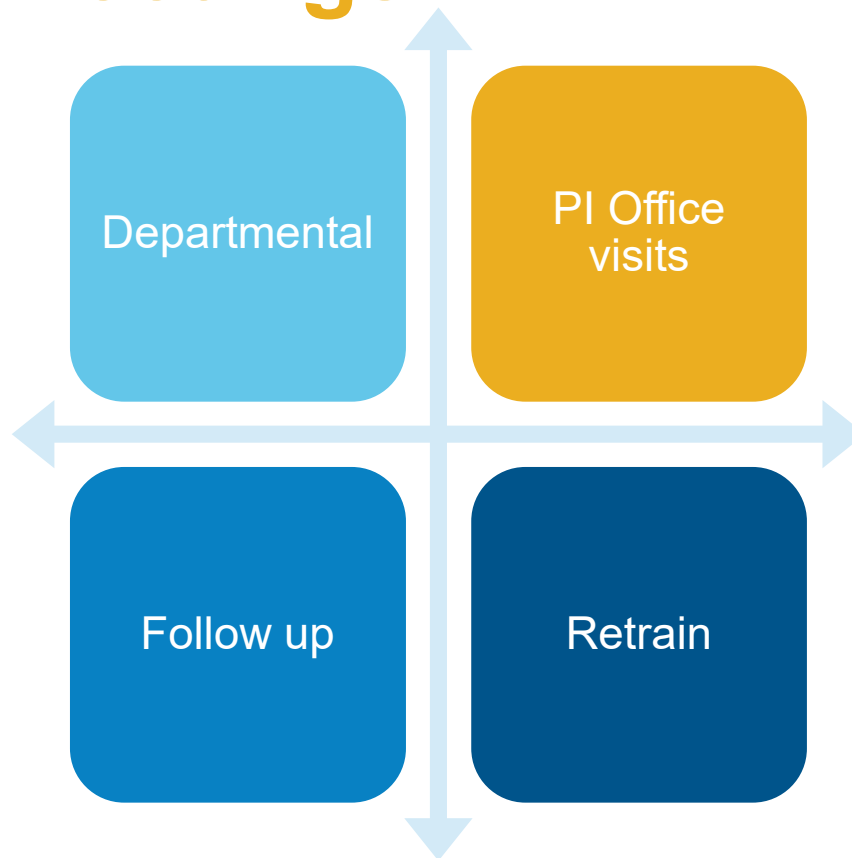 Departmental
PI Office
visits
Follow up
Retrain